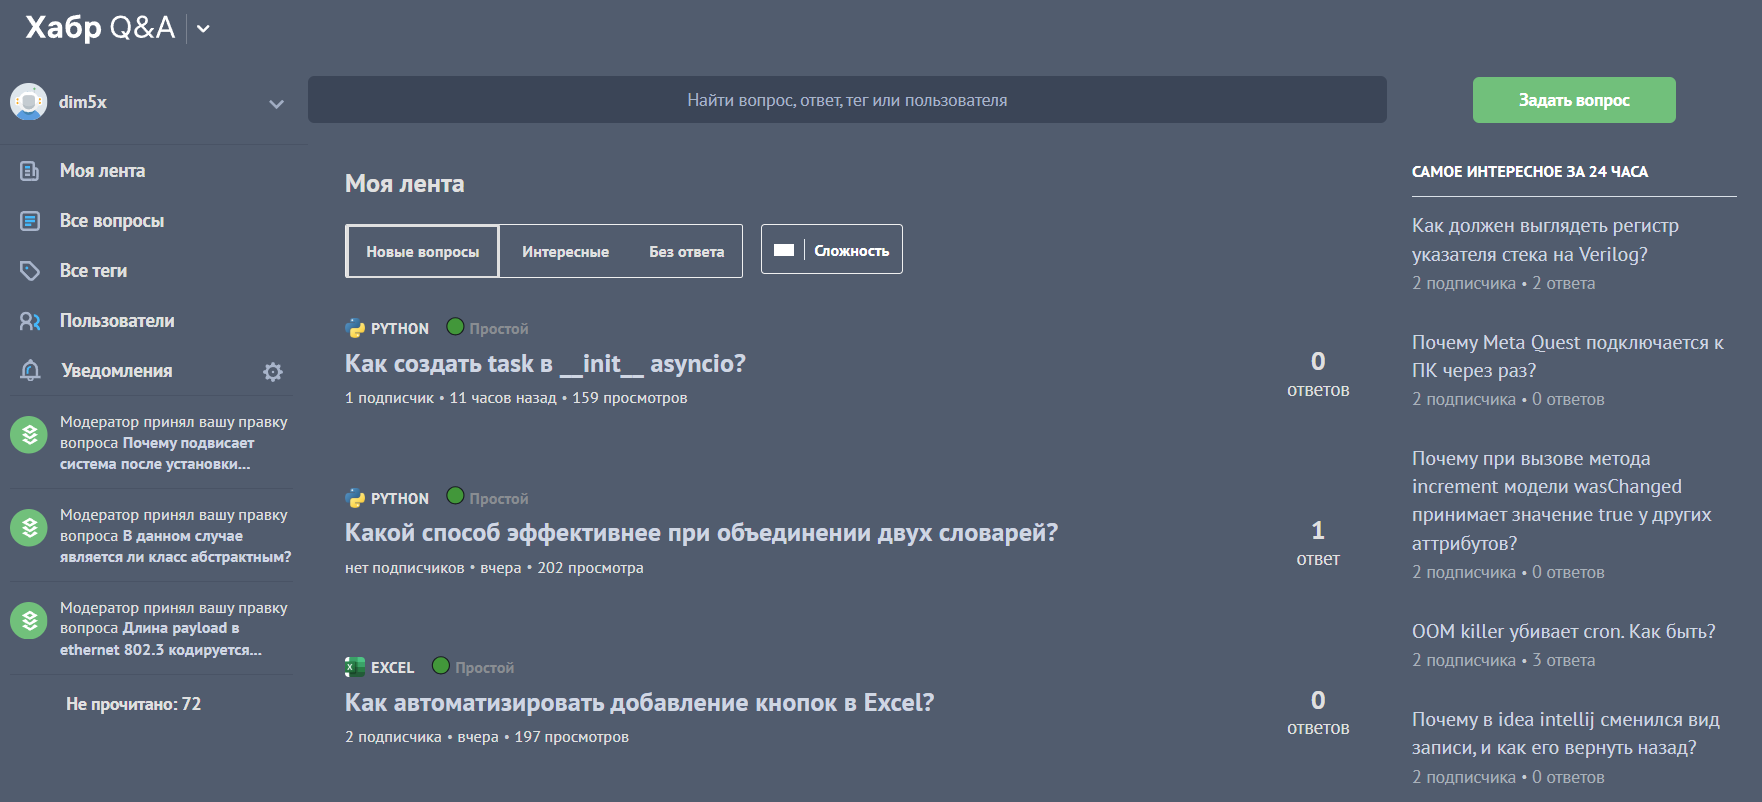 Хабр Q&A
dim5x
Найти вопрос, ответ, тег или пользователя
Задать вопрос
Моя лента
Все вопросы
Все теги
Пользователи
Уведомления
Модератор принял вашу правку
вопроса Почему подвисает
система после установки...
Модератор принял вашу правку
вопроса В данном случае
является ли класс абстрактным?
Модератор принял вашу правку
вопроса Длина payload в
ethernet 802.3 кодируется...
Не прочитано: 72
Моя лента
Новые вопросы
Интересные
Без ответа
Сложность
PYTHON Простой
Как создать task в __init__ asyncio?
1 подписчик • 11 часов назад • 159 просмотров
0
ответов
PYTHON Простой
Какой способ эффективнее при объединении двух словарей?
нет подписчиков • вчера • 202 просмотра
1
ответ
EXCEL Простой
Как автоматизировать добавление кнопок в Excel?
2 подписчика • вчера • 197 просмотров
0
ответов
САМОЕ ИНТЕРЕСНОЕ ЗА 24 ЧАСА
Как должен выглядеть регистр
указателя стека на Verilog?
2 подписчика • 2 ответа
Почему Meta Quest подключается к
ПК через раз?
2 подписчика • 0 ответов
Почему при вызове метода
increment модели wasChanged
принимает значение true у других
аттрибутов?
2 подписчика • 0 ответов
OOM killer убивает cron. Как быть?
2 подписчика • 3 ответа
Почему в idea intellij сменился вид
записи, и как его вернуть назад?
2 подписчика • 0 ответов